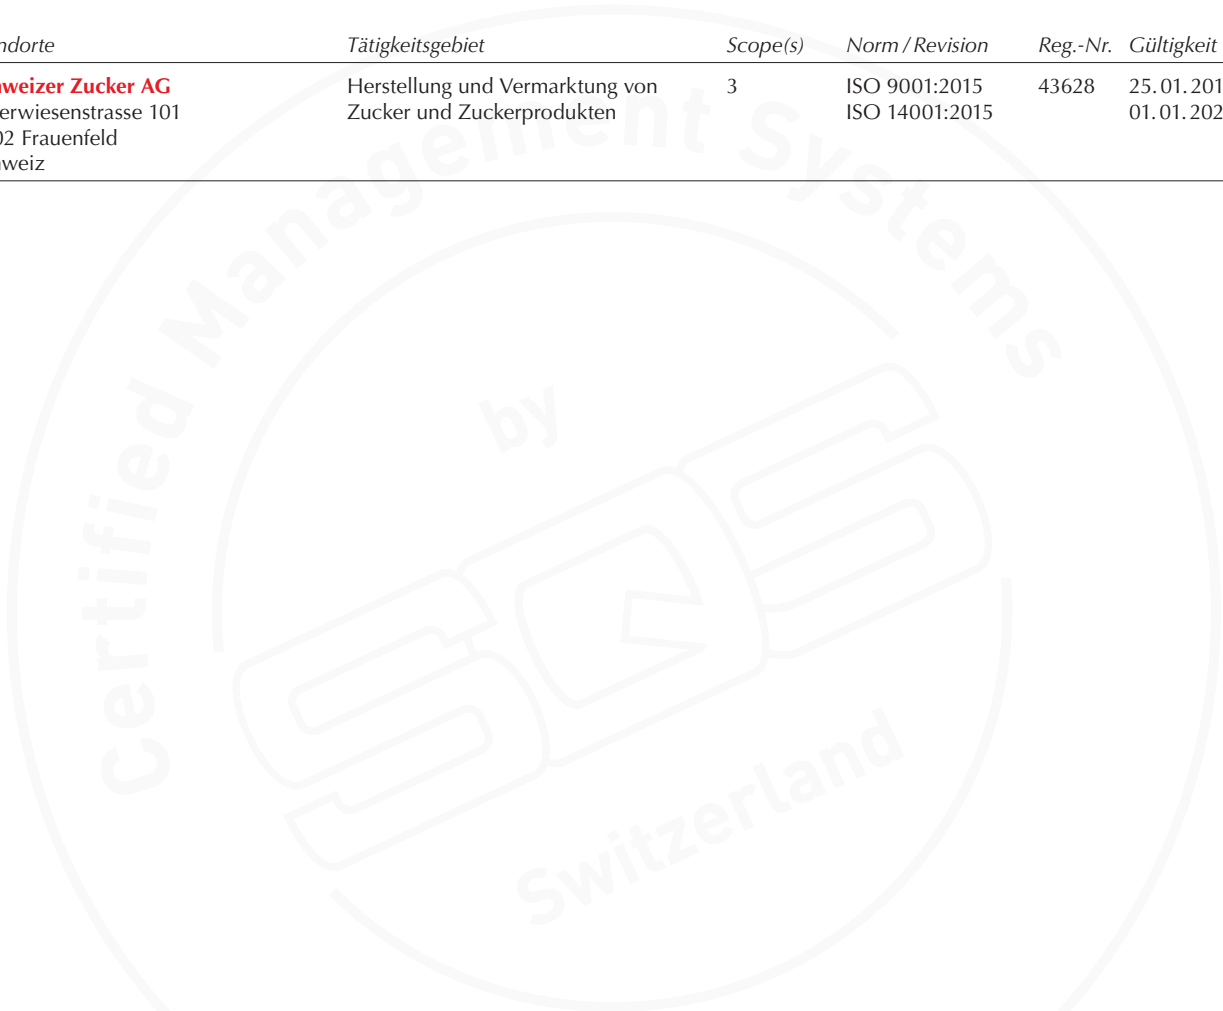 ndorte Tätigkeitsgebiet Scope(s) Norm / Revision Reg.-Nr. Gültigkeit
weizer Zucker AG Herstellung und Vermarktung von 3 ISO 9001:2015 43628 25.01.201
erwiesenstrasse 101 Zucker und Zuckerprodukten ISO 14001:2015 01.01.202
02 Frauenfeld
weiz
Certified Management Systems
by
SQS
Switzerland